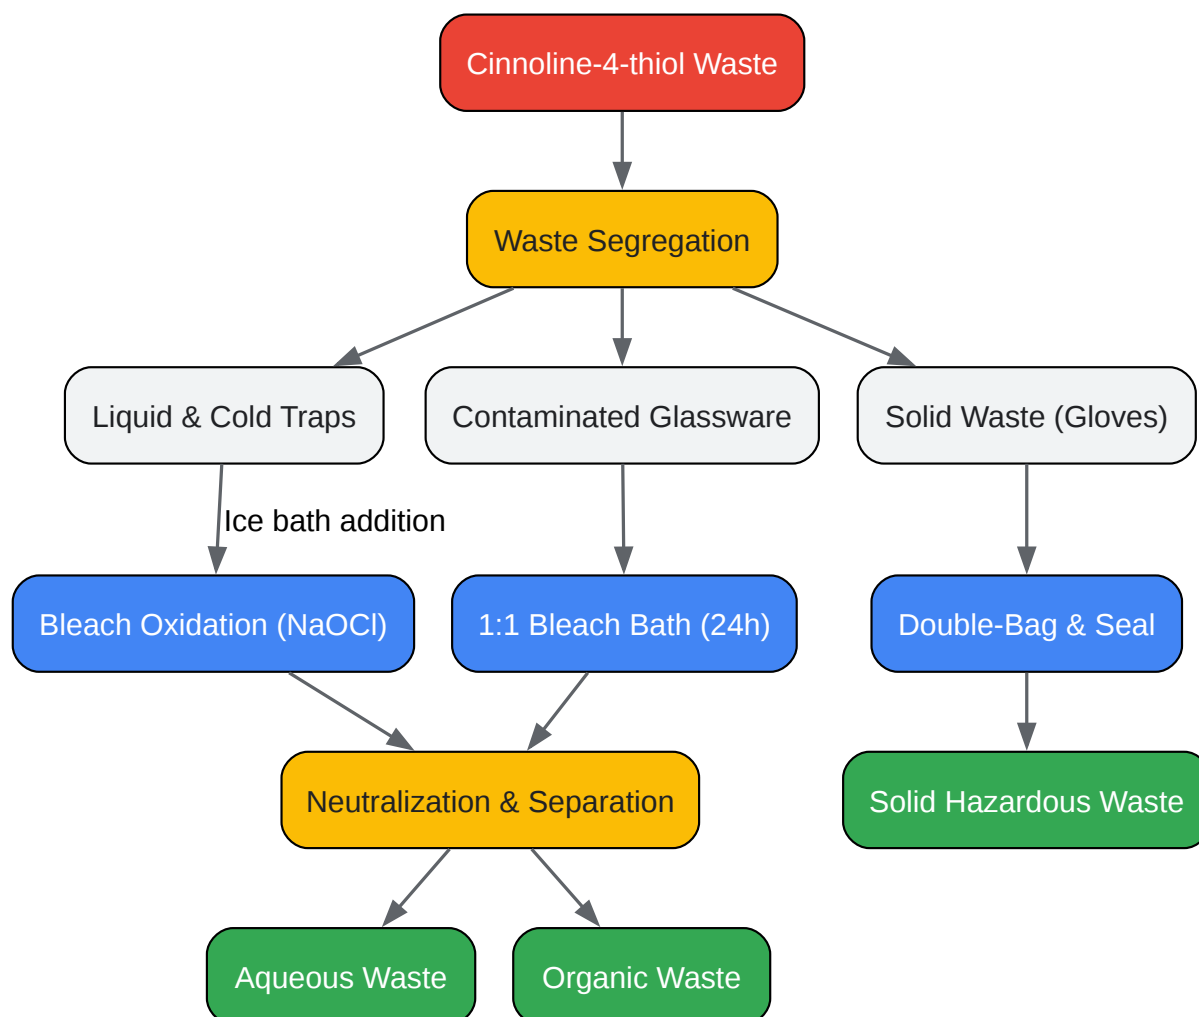 Cinnoline-4-thiol Waste
Waste Segregation
Liquid & Cold Traps
Contaminated Glassware
Solid Waste (Gloves)
Ice bath addition
Bleach Oxidation (NaOCl)
1:1 Bleach Bath (24h)
Double-Bag & Seal
Neutralization & Separation
Solid Hazardous Waste
Aqueous Waste
Organic Waste